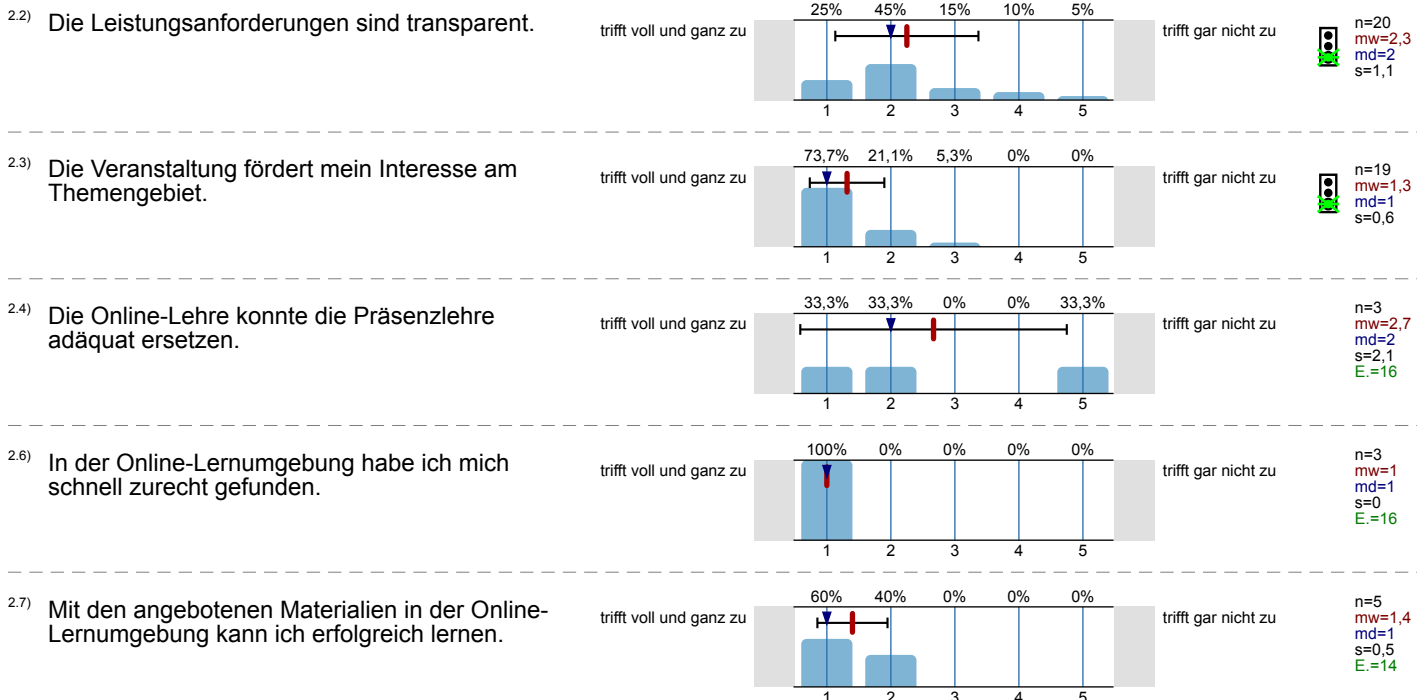 2.2) Die Leistungsanforderungen sind transparent.
trifft voll und ganz zu
25% 45% 15% 10% 5%
1 2 3 4 5
trifft gar nicht zu
n=20
mw=2,3
md=2
s=1,1
2.3) Die Veranstaltung fördert mein Interesse am
Themengebiet.
trifft voll und ganz zu
73,7% 21,1% 5,3% 0% 0%
1 2 3 4 5
trifft gar nicht zu
n=19
mw=1,3
md=1
s=0,6
2.4) Die Online-Lehre konnte die Präsenzlehre
adäquat ersetzen.
trifft voll und ganz zu
33,3% 33,3% 0% 0% 33,3%
1 2 3 4 5
trifft gar nicht zu
n=3
mw=2,7
md=2
s=2,1
E.=16
2.6) In der Online-Lernumgebung habe ich mich
schnell zurecht gefunden.
trifft voll und ganz zu
100% 0% 0% 0% 0%
1 2 3 4 5
trifft gar nicht zu
n=3
mw=1
md=1
s=0
E.=16
2.7) Mit den angebotenen Materialien in der Online-
Lernumgebung kann ich erfolgreich lernen.
trifft voll und ganz zu
60% 40% 0% 0% 0%
1 2 3 4 5
trifft gar nicht zu
n=5
mw=1,4
md=1
s=0,5
E.=14